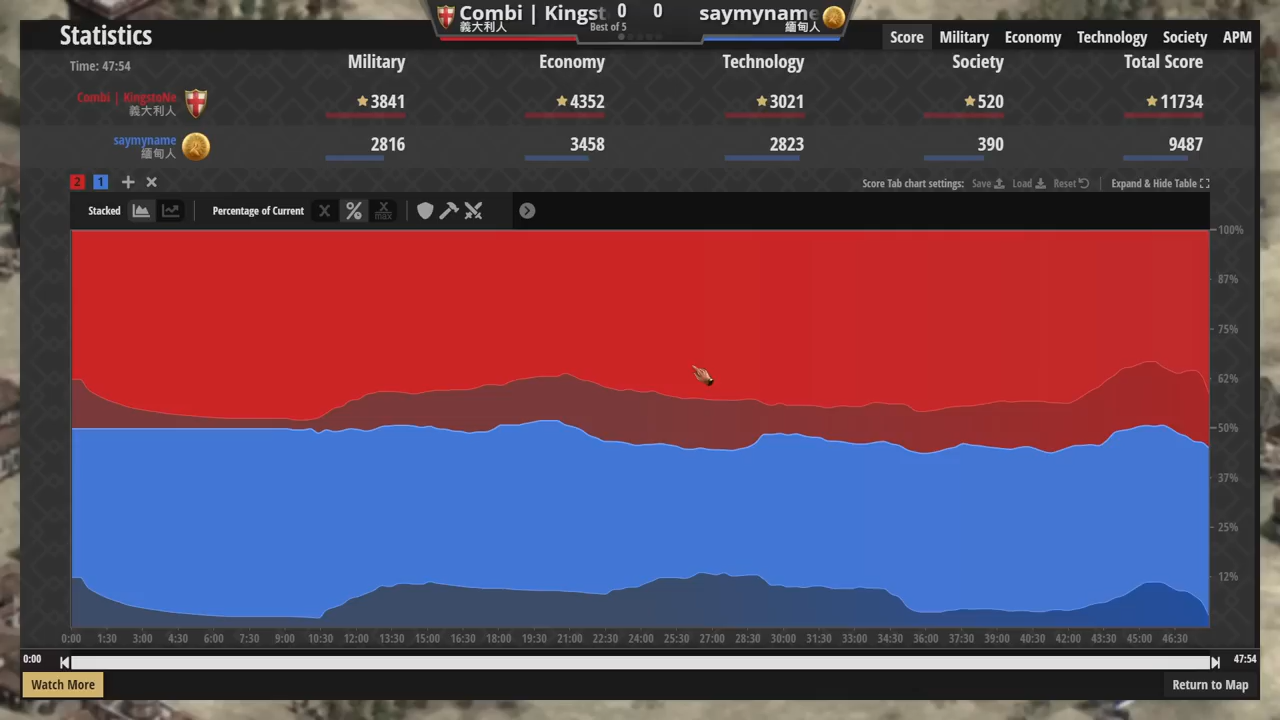 Combi | Kingst 0 0 saymyname
義大利人 Best of 5 緬甸人
Statistics
Score Military Economy Technology Society APM
Time: 47:54 Military Economy Technology Society Total Score
Combi | KingstoNe 3841 4352 3021 520 11734
義大利人
saymyname 2816 3458 2823 390 9487
緬甸人
2 1
Score Tab chart settings: Save Load Reset Expand & Hide Table
Stacked Percentage of Current X % X max
100%
87%
75%
62%
50%
37%
25%
12%
0:00 1:30 3:00 4:30 6:00 7:30 9:00 10:30 12:00 13:30 15:00 16:30 18:00 19:30 21:00 22:30 24:00 25:30 27:00 28:30 30:00 31:30 33:00 34:30 36:00 37:30 39:00 40:30 42:00 43:30 45:00 46:30
0:00 47:54
Watch More Return to Map